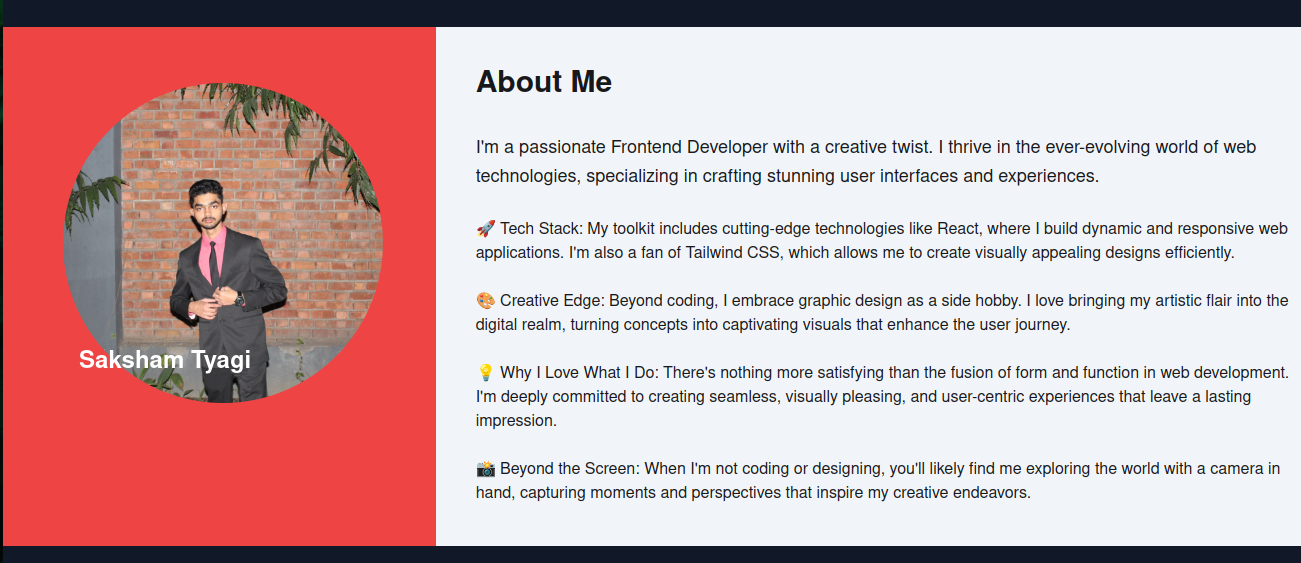 About Me
I'm a passionate Frontend Developer with a creative twist. I thrive in the ever-evolving world of web
technologies, specializing in crafting stunning user interfaces and experiences.
🚀 Tech Stack: My toolkit includes cutting-edge technologies like React, where I build dynamic and responsive web
applications. I'm also a fan of Tailwind CSS, which allows me to create visually appealing designs efficiently.
🎨 Creative Edge: Beyond coding, I embrace graphic design as a side hobby. I love bringing my artistic flair into the
digital realm, turning concepts into captivating visuals that enhance the user journey.
💡 Why I Love What I Do: There's nothing more satisfying than the fusion of form and function in web development.
I'm deeply committed to creating seamless, visually pleasing, and user-centric experiences that leave a lasting
impression.
📸 Beyond the Screen: When I'm not coding or designing, you'll likely find me exploring the world with a camera in
hand, capturing moments and perspectives that inspire my creative endeavors.
Saksham Tyagi